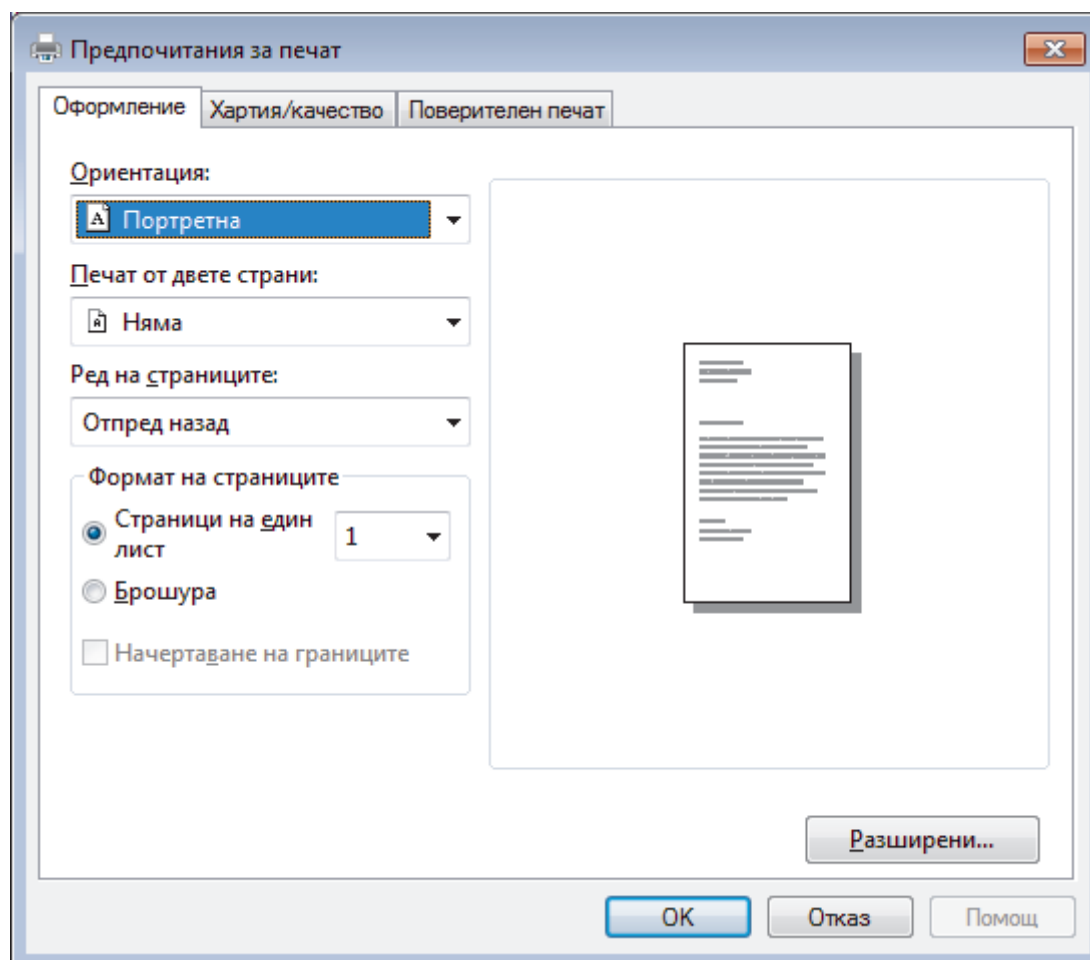 Предпочитания за печат
Оформление
Хартия/качество
Поверителен печат
Ориентация:
A Портретна
Печат от двете страни:
A Няма
Ред на страниците:
Отпред назад
Формат на страниците
Страници на един
лист
1
Брошура
Начертаване на границите
Разширени...
OK
Отказ
Помощ